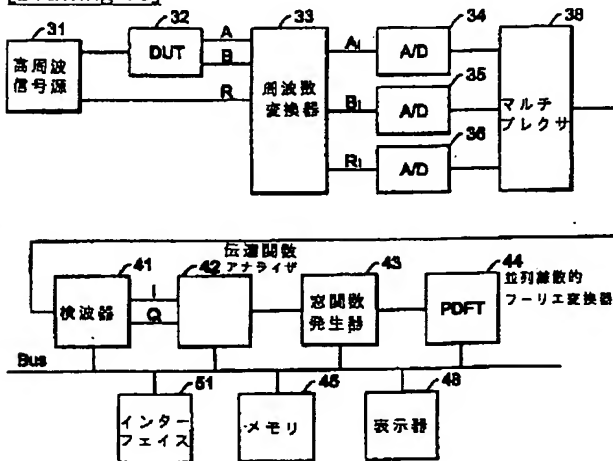 31
32
33
34
38
高周波
信号源
DUT
A
B
R
周波数
変換器
A₁
A/D
35
B₁
A/D
36
R₁
A/D
マルチ
プレクサ
41
検波器
I
Q
伝達関数
アナライザ
42
43
窓関数
発生器
44
並列離散的
フーリエ変換器
PDFT
Bus
51
インター
フェイス
45
メモリ
48
表示器